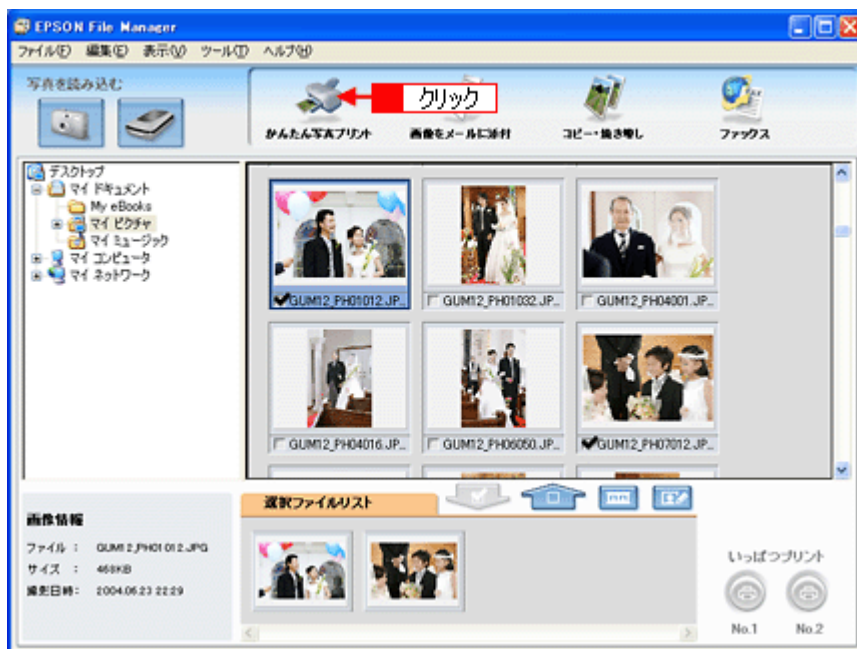 EPSON File Manager
ファイル(F) 編集(E) 表示(V) ツール(T) ヘルプ(H)
写真を読み込む
クリック
かんたん写真プリント 画像をメールに添付 コピー・焼き増し ファックス
デスクトップ
マイ ドキュメント
My eBooks
マイ ピクチャ
マイ ミュージック
マイ コンピュータ
マイ ネットワーク
GUM12_PH01012.JP...
GUM12_PH01032.JP...
GUM12_PH04001.JP...
GUM12_PH04016.JP...
GUM12_PH06050.JP...
GUM12_PH07012.JP...
選択ファイルリスト
画像情報
ファイル : GUM12_PH01012.JPG
サイズ : 468KB
撮影日時: 2004.06.23 22:29
いっぱつプリント
No.1 No.2